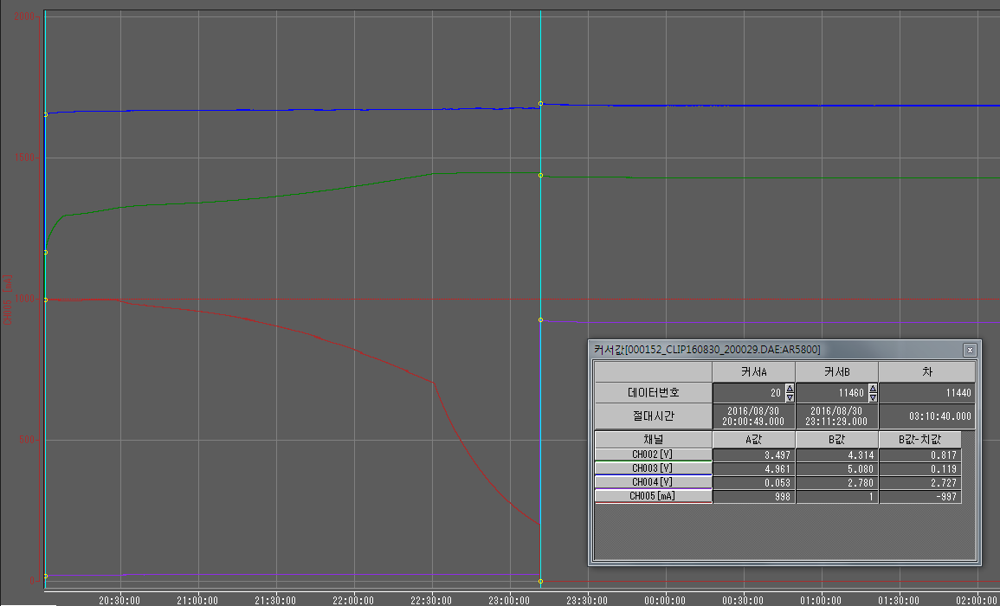 2000
1500
1000
500
0
CH005 [mA]
20:30:00 21:00:00 21:30:00 22:00:00 22:30:00 23:00:00 23:30:00 00:00:00 00:30:00 01:00:00 01:30:00 02:00:00
커서값[000152_CLIP160830_200029.DAE:AR5800]
커서A 커서B 차
데이터번호 20 11460 11440
절대시간 2016/08/30 20:00:49.000 2016/08/30 23:11:29.000 03:10:40.000
채널 A값 B값 B값-치값
CH002[V] 3.497 4.314 0.817
CH003[V] 4.961 5.080 0.119
CH004[V] 0.053 2.780 2.727
CH005[mA] 998 1 -997